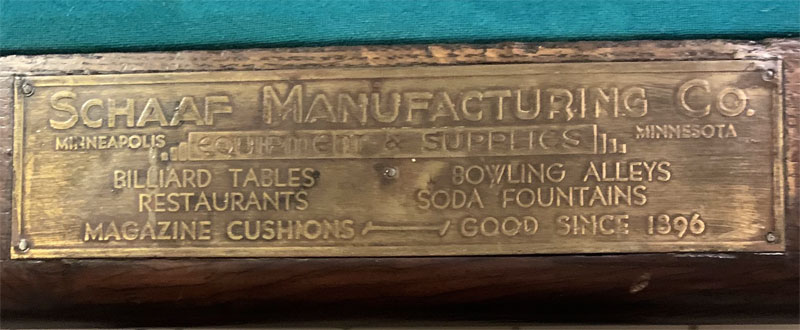 SCHAAF MANUFACTURING CO.
MINNEAPOLIS EQUIPMENT & SUPPLIES MINNESOTA
BILLIARD TABLES BOWLING ALLEYS
RESTAURANTS SODA FOUNTAINS
MAGAZINE CUSHIONS GOOD SINCE 1896